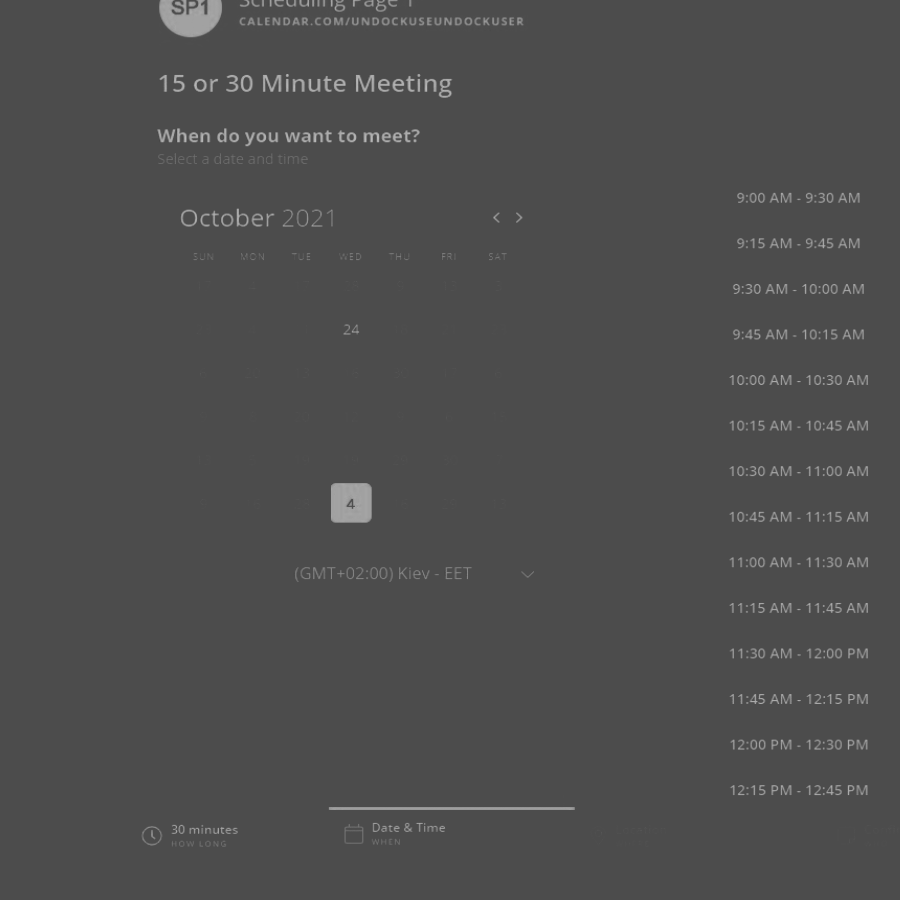 SP1
Scheduling Page 1
CALENDAR.COM/UNDOCKUSEUNDOCKUSER
15 or 30 Minute Meeting
When do you want to meet?
Select a date and time
October 2021
SUN MON TUE WED THU FRI SAT
24
4
(GMT+02:00) Kiev - EET
9:00 AM - 9:30 AM
9:15 AM - 9:45 AM
9:30 AM - 10:00 AM
9:45 AM - 10:15 AM
10:00 AM - 10:30 AM
10:15 AM - 10:45 AM
10:30 AM - 11:00 AM
10:45 AM - 11:15 AM
11:00 AM - 11:30 AM
11:15 AM - 11:45 AM
11:30 AM - 12:00 PM
11:45 AM - 12:15 PM
12:00 PM - 12:30 PM
12:15 PM - 12:45 PM
30 minutes
HOW LONG
Date & Time
WHEN